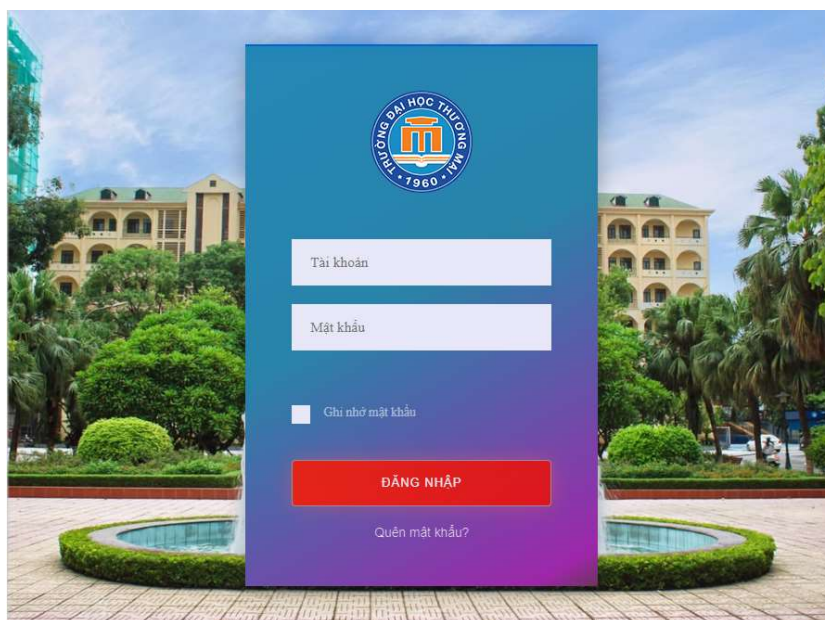 TRƯỜNG ĐẠI HỌC THƯƠNG MẠI
• 1960 •
Tài khoản
Mật khẩu
Ghi nhớ mật khẩu
ĐĂNG NHẬP
Quên mật khẩu?